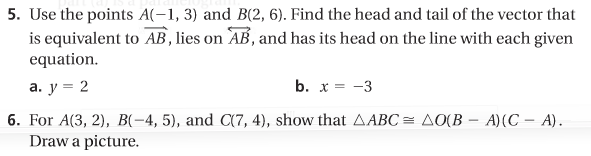 5. Use the points A(−1, 3) and B(2, 6). Find the head and tail of the vector that
is equivalent to AB, lies on AB, and has its head on the line with each given
equation.
a. y = 2 b. x = −3
6. For A(3, 2), B(−4, 5), and C(7, 4), show that △ABC ≅ △O(B − A)(C − A).
Draw a picture.